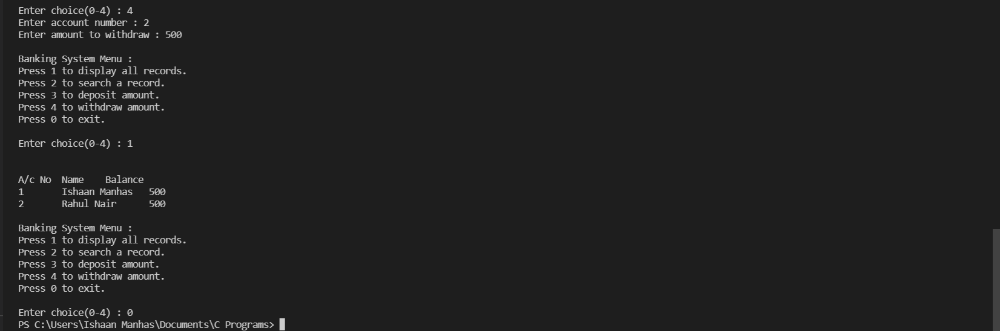 Enter choice(0-4) : 4
Enter account number : 2
Enter amount to withdraw : 500

Banking System Menu :
Press 1 to display all records.
Press 2 to search a record.
Press 3 to deposit amount.
Press 4 to withdraw amount.
Press 0 to exit.

Enter choice(0-4) : 1

A/c No  Name    Balance
1       Ishaan Manhas   500
2       Rahul Nair      500

Banking System Menu :
Press 1 to display all records.
Press 2 to search a record.
Press 3 to deposit amount.
Press 4 to withdraw amount.
Press 0 to exit.

Enter choice(0-4) : 0
PS C:\Users\Ishaan Manhas\Documents\C Programs>